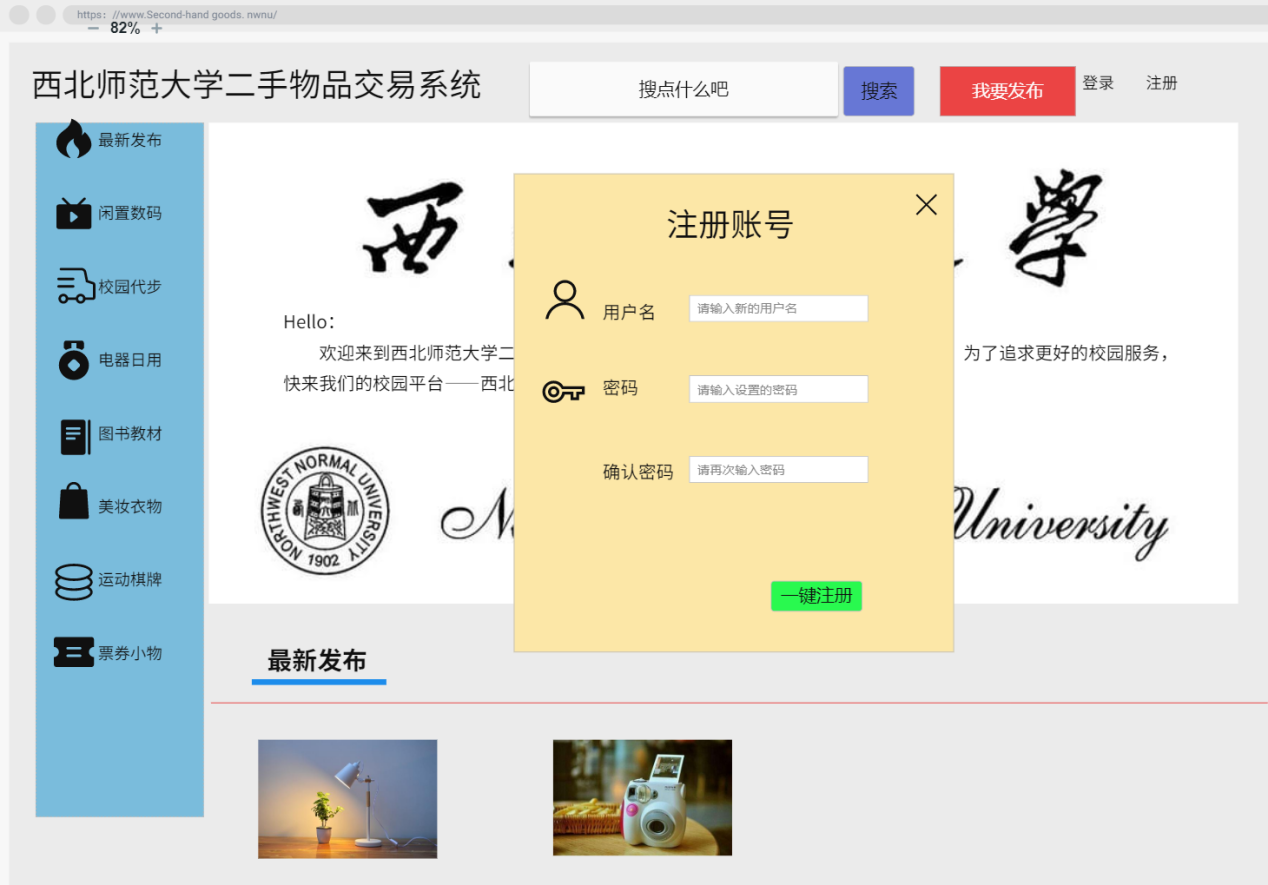 https: //www.Second-hand goods. nwnu/
— 82% +
西北师范大学二手物品交易系统
搜点什么吧
搜索
我要发布
登录
注册
最新发布
闲置数码
校园代步
电器日用
图书教材
美妆衣物
运动棋牌
票券小物
西
學
Hello：
欢迎来到西北师范大学二
为了追求更好的校园服务，
快来我们的校园平台——西北
NORTHWEST NORMAL UNIVERSITY
1902
University
注册账号
用户名
请输入新的用户名
密码
请输入设置的密码
确认密码
请再次输入密码
一键注册
最新发布